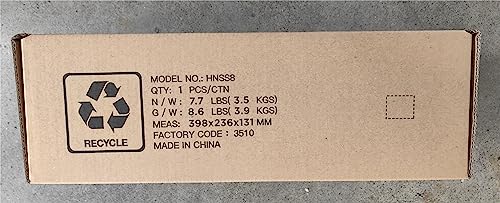 RECYCLE
MODEL NO.: HNSS8
QTY: 1 PCS/CTN
N / W: 7.7 LBS( 3.5 KGS)
G / W: 8.6 LBS( 3.9 KGS)
MEAS: 398x236x131 MM
FACTORY CODE : 3510
MADE IN CHINA